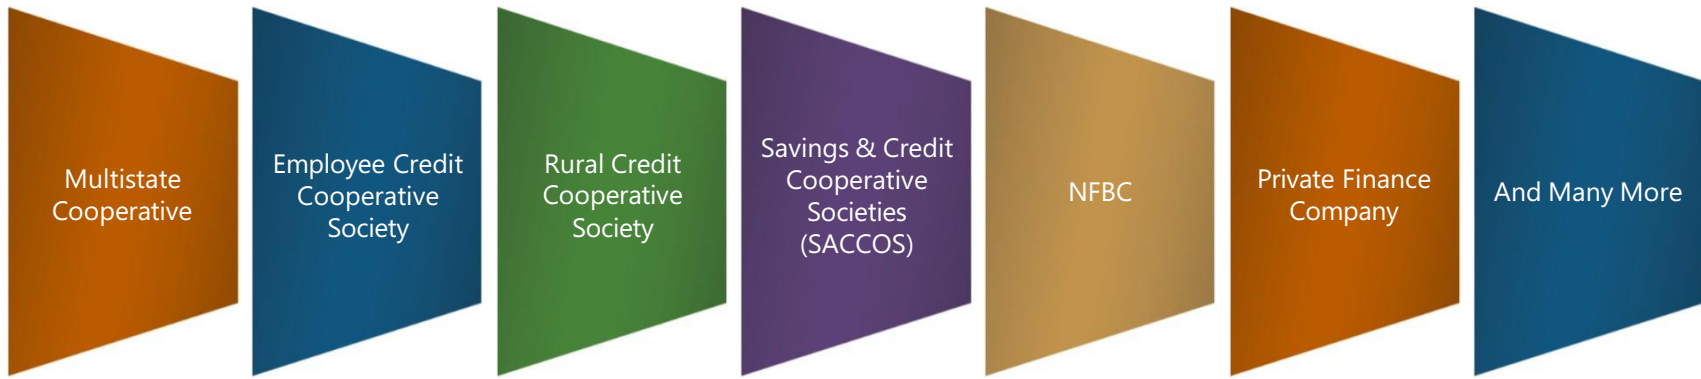 Multistate
Cooperative
Employee Credit
Cooperative
Society
Rural Credit
Cooperative
Society
Savings & Credit
Cooperative
Societies
(SACCOS)
NFBC
Private Finance
Company
And Many More